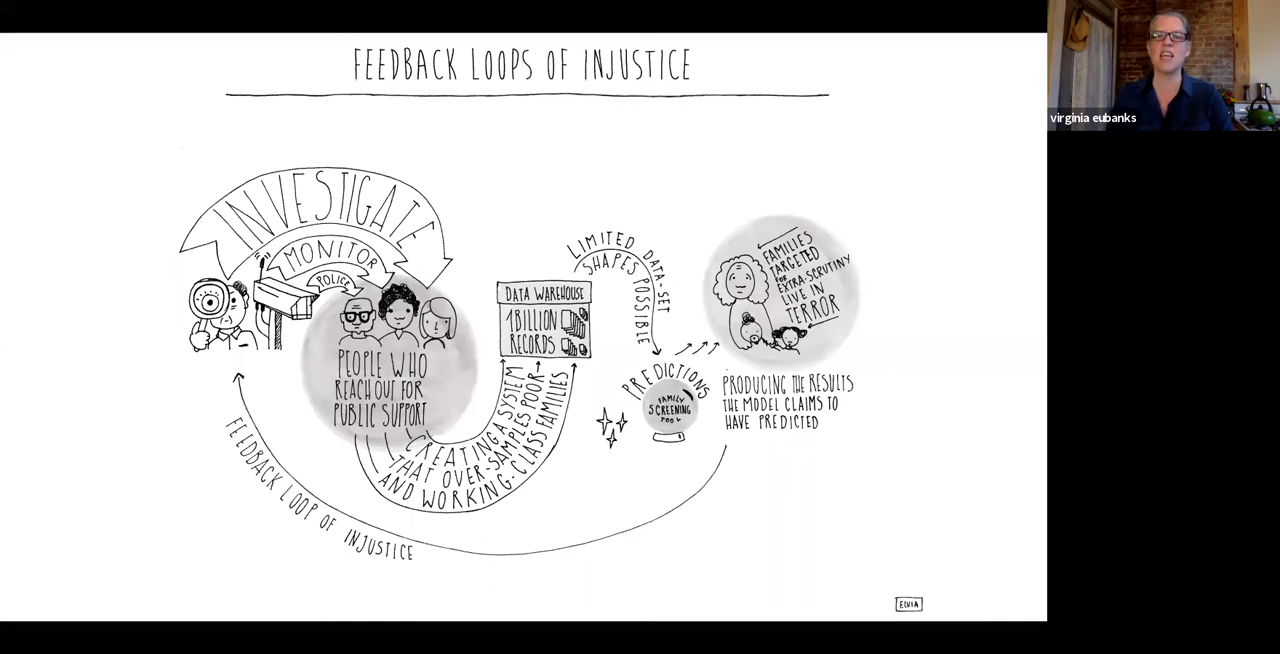 FEEDBACK LOOPS OF INJUSTICE
virginia eubanks
INVESTIGATE
MONITOR
POLICE
PEOPLE WHO
REACH OUT FOR
PUBLIC SUPPORT
CREATING A SYSTEM
THAT OVER-SAMPLES POOR-
AND WORKING-CLASS FAMILIES
DATA WAREHOUSE
1 BILLION
RECORDS
LIMITED DATA-SET
SHAPES POSSIBLE
PREDICTIONS
FAMILY
SCREENING
TOOL
FAMILIES
TARGETED
FOR
EXTRA-SCRUTINY
LIVE IN
TERROR
PRODUCING THE RESULTS
THE MODEL CLAIMS TO
HAVE PREDICTED
FEEDBACK LOOP OF INJUSTICE
ELVIA